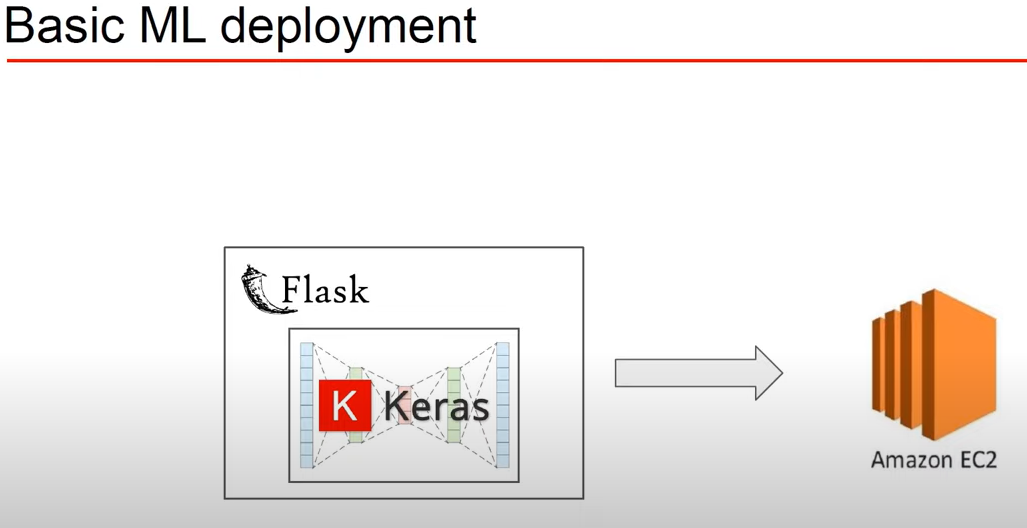 Basic ML deployment
Flask
K Keras
Amazon EC2